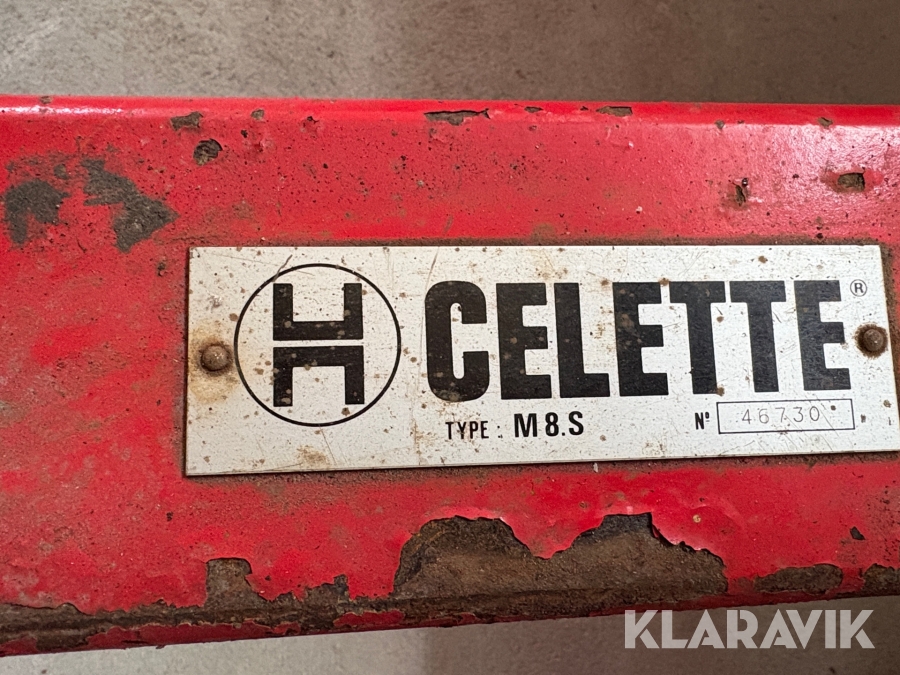 CELETTE®
TYPE: M8.S N° 46730
KLARAVIK